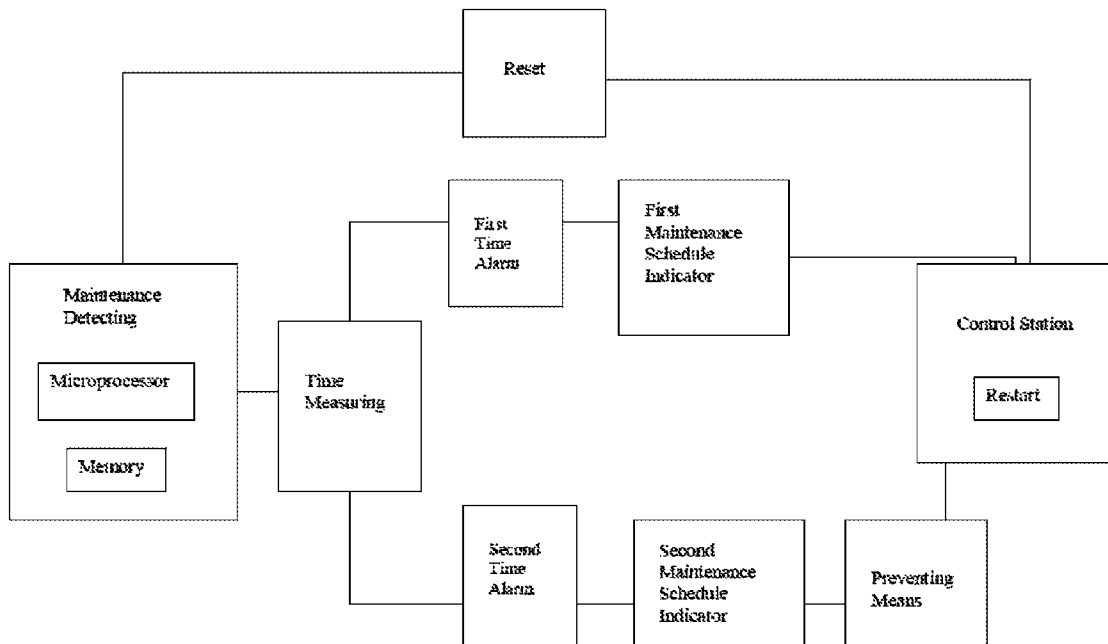 Reset
First
Time
Alarm
First
Maintenance
Schedule
Indicator
Maintenance
Detecting
Microprocessor
Memory
Time
Measuring
Control Station
Restart
Second
Time
Alarm
Second
Maintenance
Schedule
Indicator
Preventing
Means